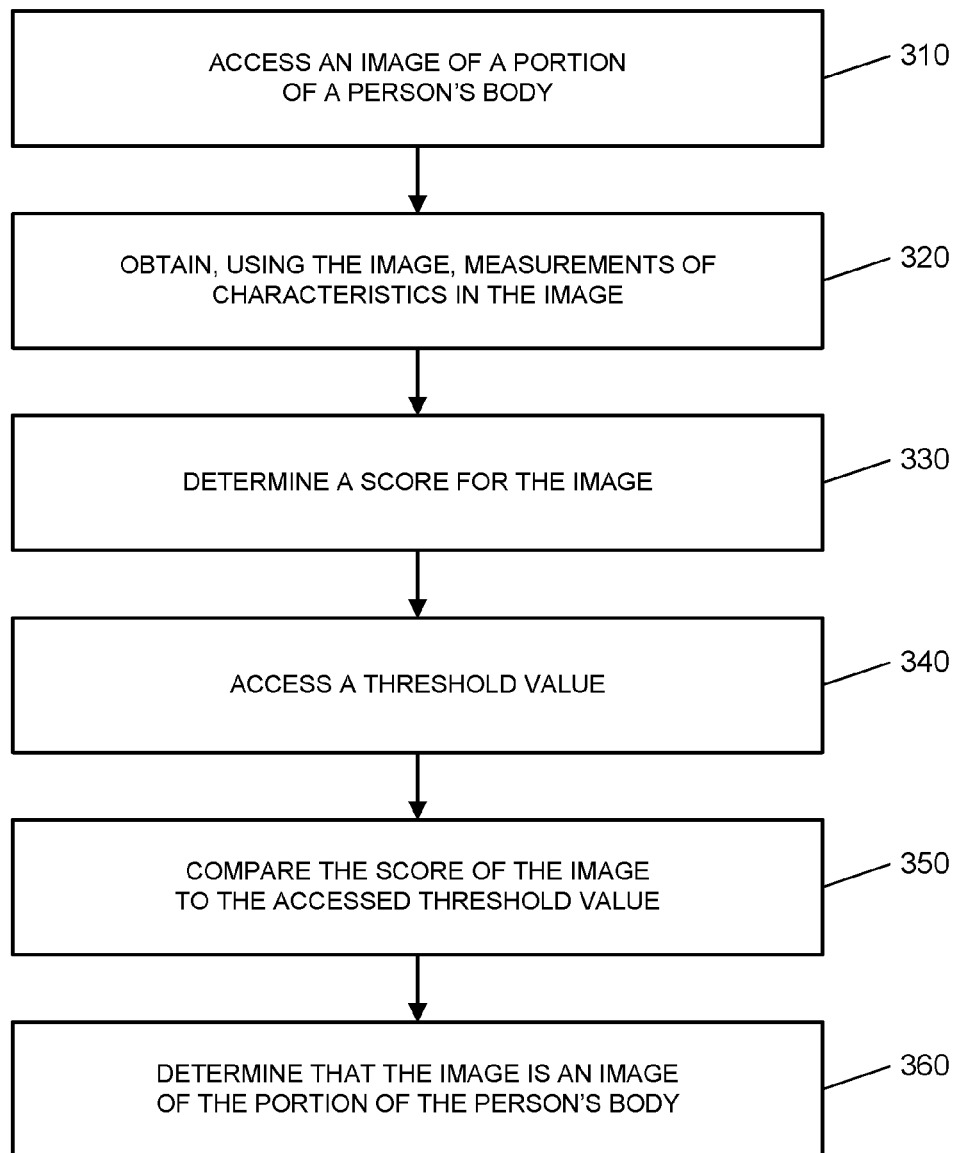 ACCESS AN IMAGE OF A PORTION
OF A PERSON'S BODY
310
OBTAIN, USING THE IMAGE, MEASUREMENTS OF
CHARACTERISTICS IN THE IMAGE
320
DETERMINE A SCORE FOR THE IMAGE
330
ACCESS A THRESHOLD VALUE
340
COMPARE THE SCORE OF THE IMAGE
TO THE ACCESSED THRESHOLD VALUE
350
DETERMINE THAT THE IMAGE IS AN IMAGE
OF THE PORTION OF THE PERSON'S BODY
360